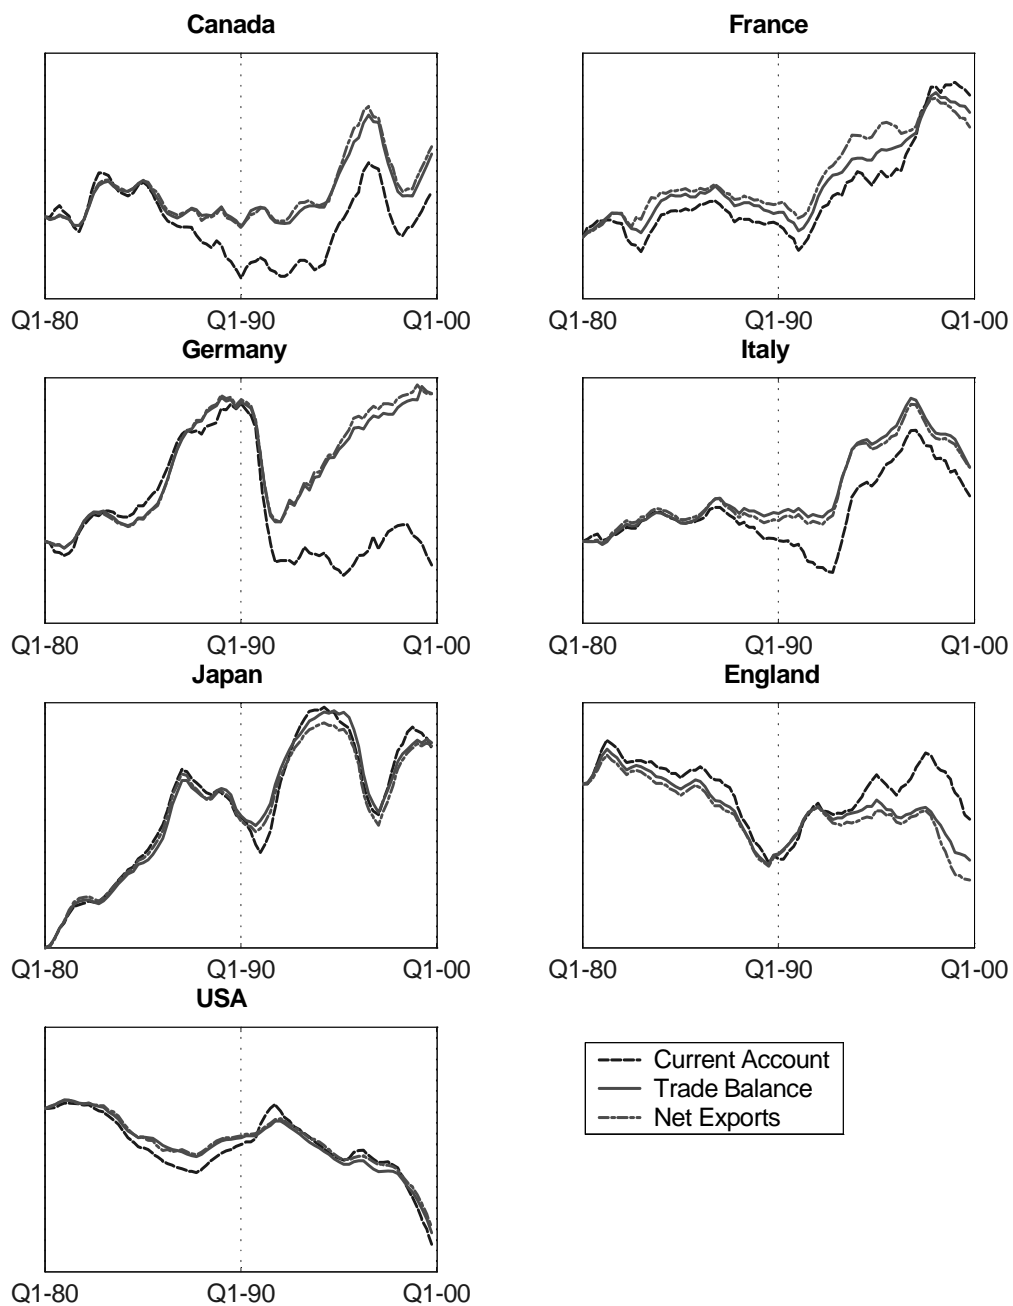 Canada
France
Q1-80 Q1-90 Q1-00
Q1-80 Q1-90 Q1-00
Germany
Italy
Q1-80 Q1-90 Q1-00
Q1-80 Q1-90 Q1-00
Japan
England
Q1-80 Q1-90 Q1-00
Q1-80 Q1-90 Q1-00
USA
Current Account
Trade Balance
Net Exports
Q1-80 Q1-90 Q1-00